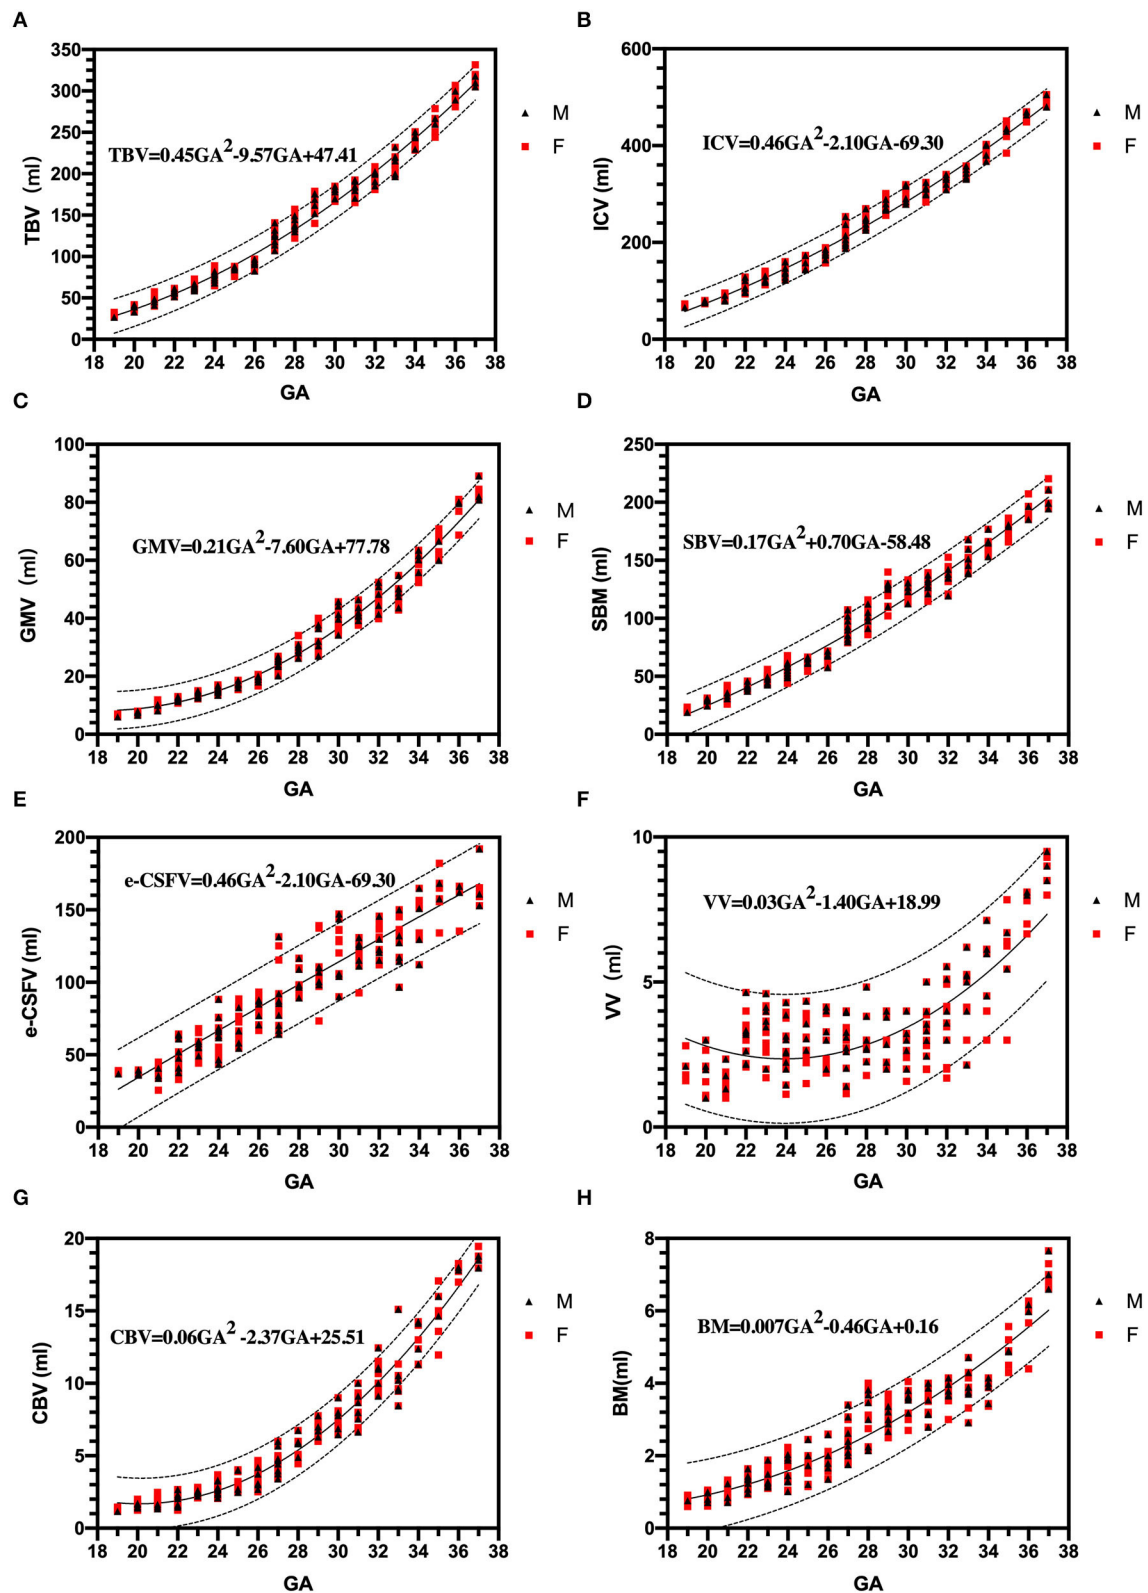 A
350
300
250
200
150
100
50
0
TBV (ml)
TBV=0.45GA²-9.57GA+47.41
18 20 22 24 26 28 30 32 34 36 38
GA
M
F
B
600
400
200
0
ICV (ml)
ICV=0.46GA²-2.10GA-69.30
18 20 22 24 26 28 30 32 34 36 38
GA
M
F
C
100
80
60
40
20
0
GMV (ml)
GMV=0.21GA²-7.60GA+77.78
18 20 22 24 26 28 30 32 34 36 38
GA
M
F
D
250
200
150
100
50
0
SBM (ml)
SBV=0.17GA²+0.70GA-58.48
18 20 22 24 26 28 30 32 34 36 38
GA
M
F
E
200
150
100
50
0
e-CSFV (ml)
e-CSFV=0.46GA²-2.10GA-69.30
18 20 22 24 26 28 30 32 34 36 38
GA
M
F
F
10
5
0
VV (ml)
VV=0.03GA²-1.40GA+18.99
18 20 22 24 26 28 30 32 34 36 38
GA
M
F
G
20
15
10
5
0
CBV (ml)
CBV=0.06GA² -2.37GA+25.51
18 20 22 24 26 28 30 32 34 36 38
GA
M
F
H
8
6
4
2
0
BM(ml)
BM=0.007GA²-0.46GA+0.16
18 20 22 24 26 28 30 32 34 36 38
GA
M
F